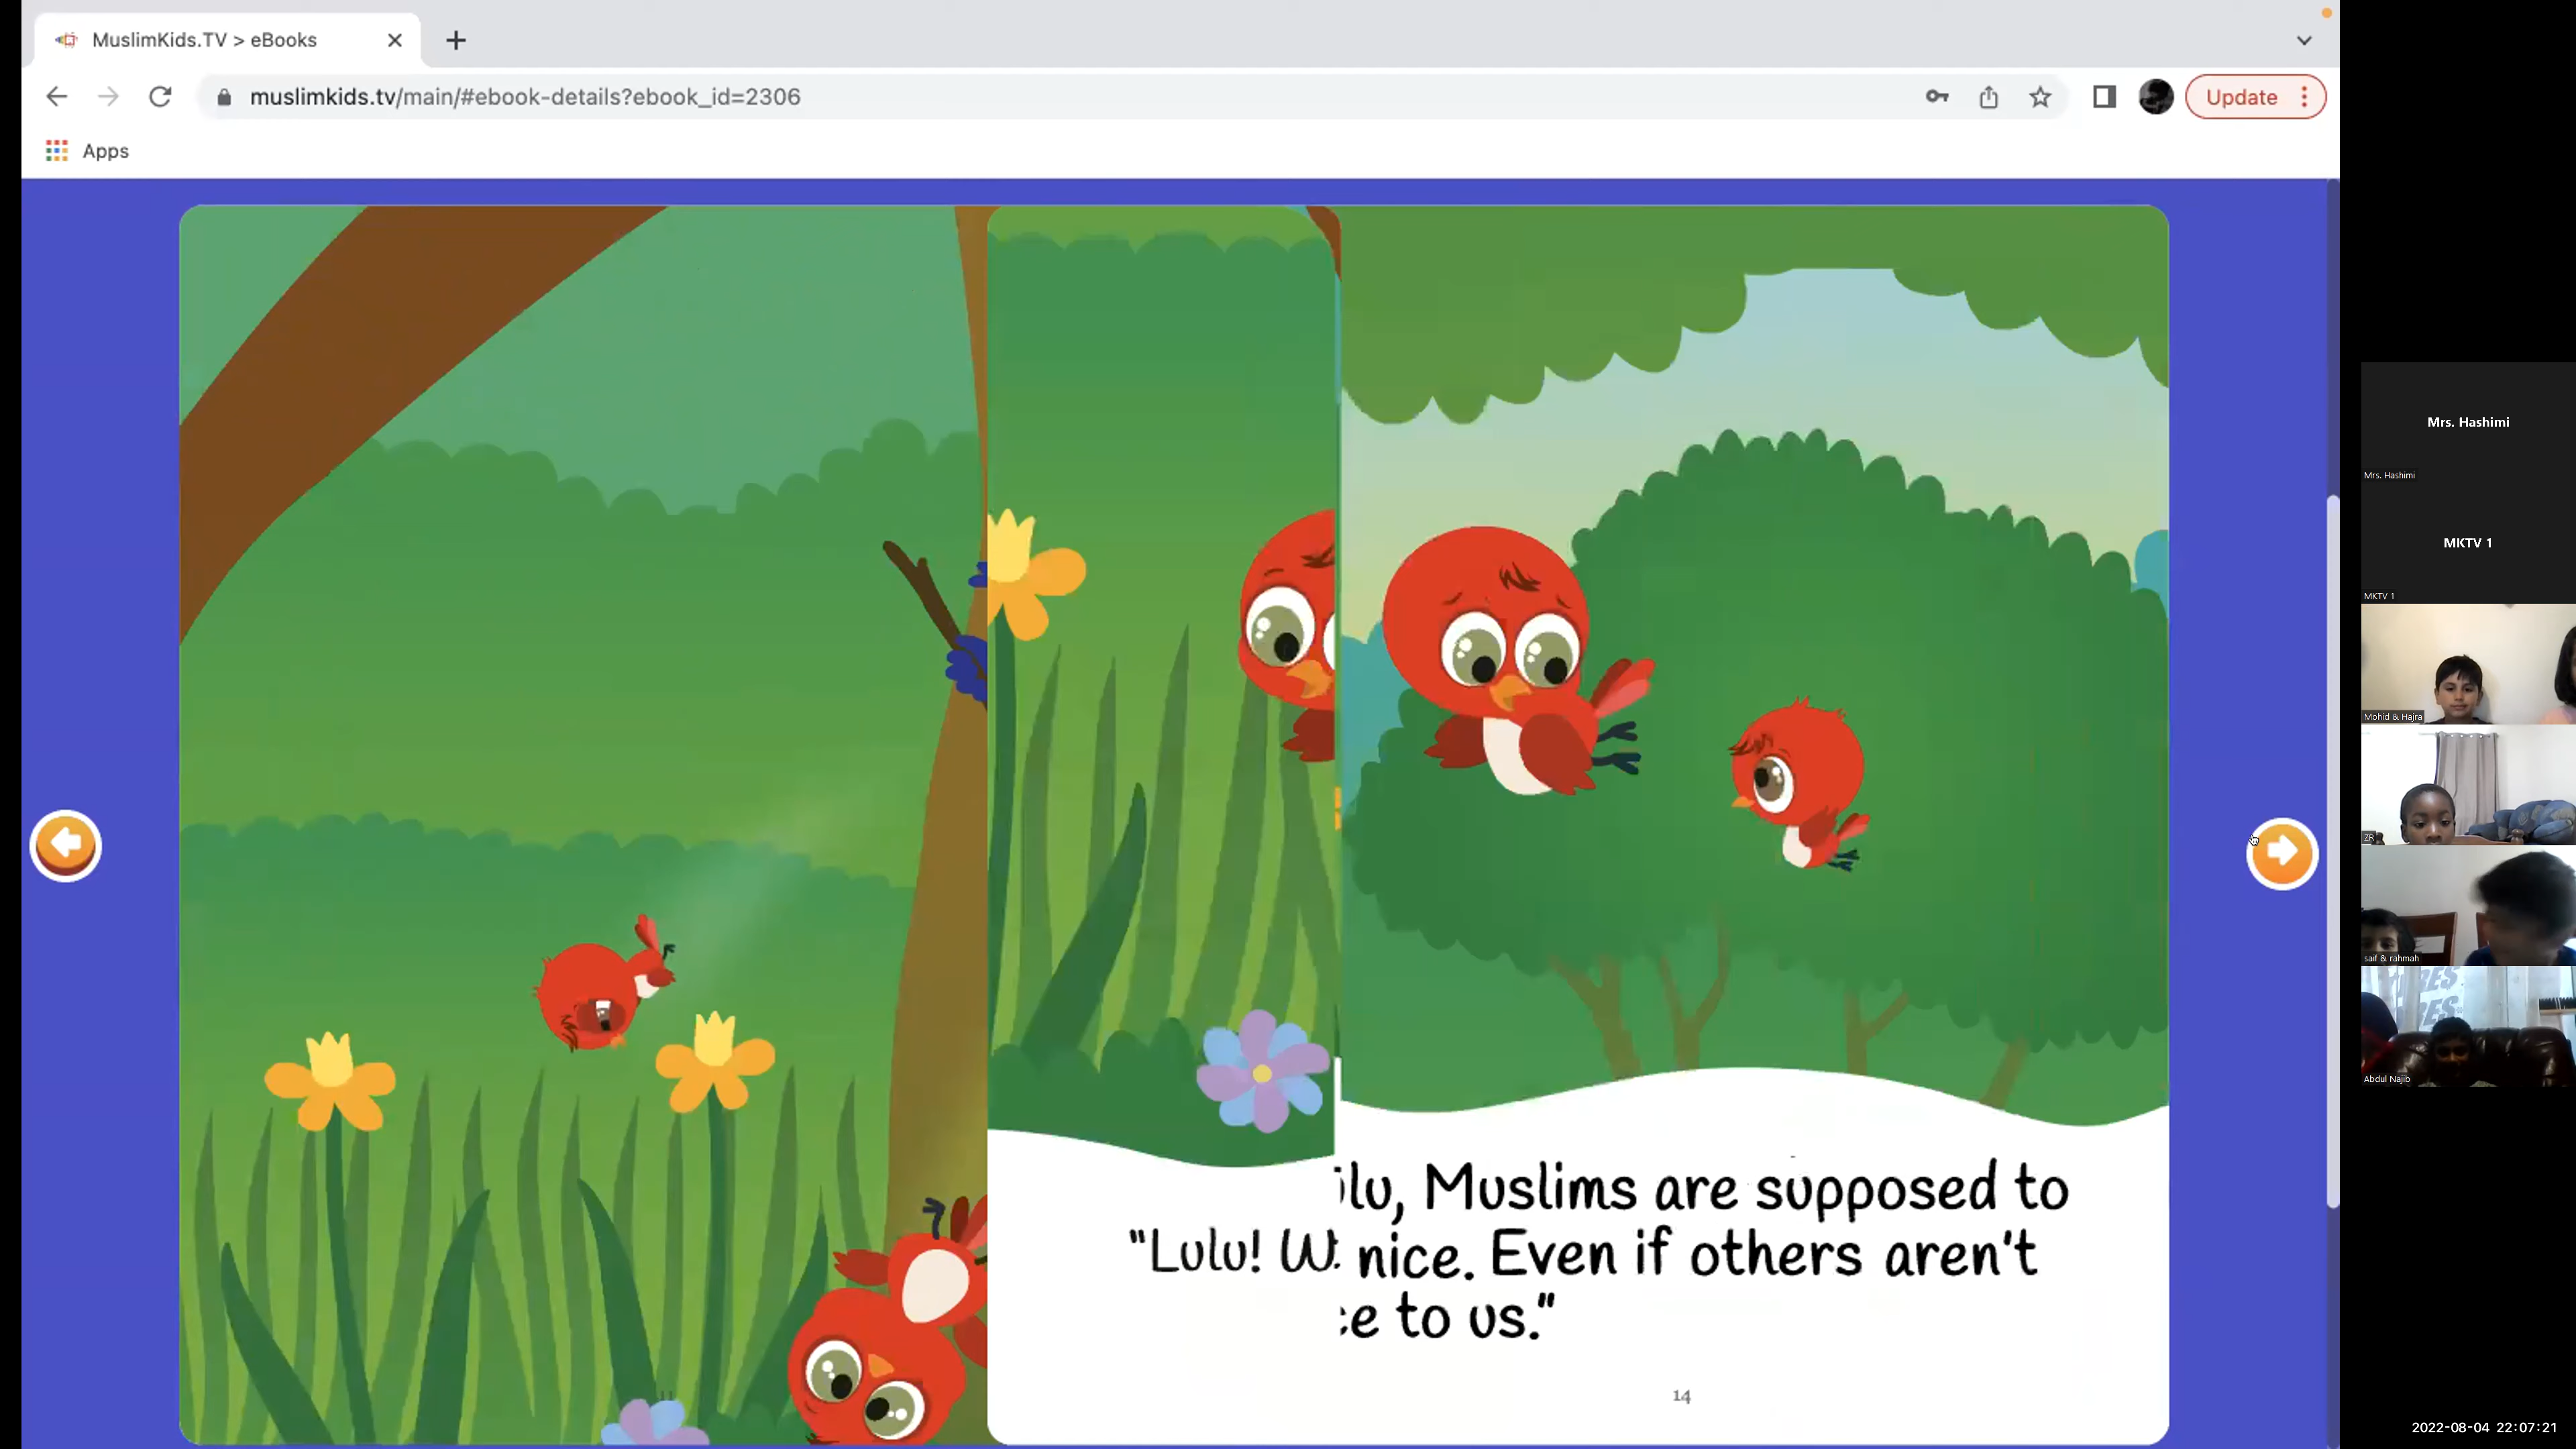 MuslimKids.TV > eBooks
muslimkids.tv/main/#ebook-details?ebook_id=2306
Update
Apps
lu, Muslims are supposed to
"Lulu! W
nice. Even if others aren't
e to us."
14
Mrs. Hashimi
Mrs. Hashimi
MKTV 1
MKTV 1
Mohid & Hajra
ZR
saif & rahmah
Abdul Najib
2022-08-04 22:07:21